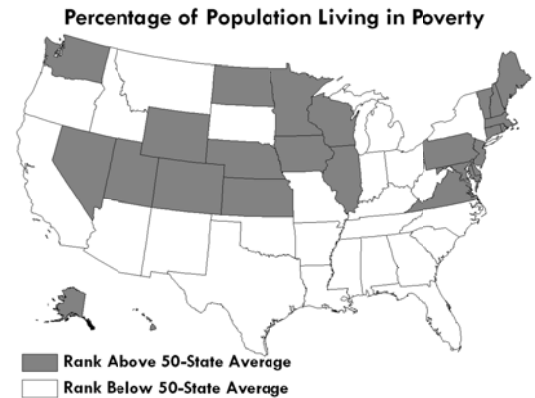 Percentage of Population Living in Poverty
Rank Above 50-State Average
Rank Below 50-State Average